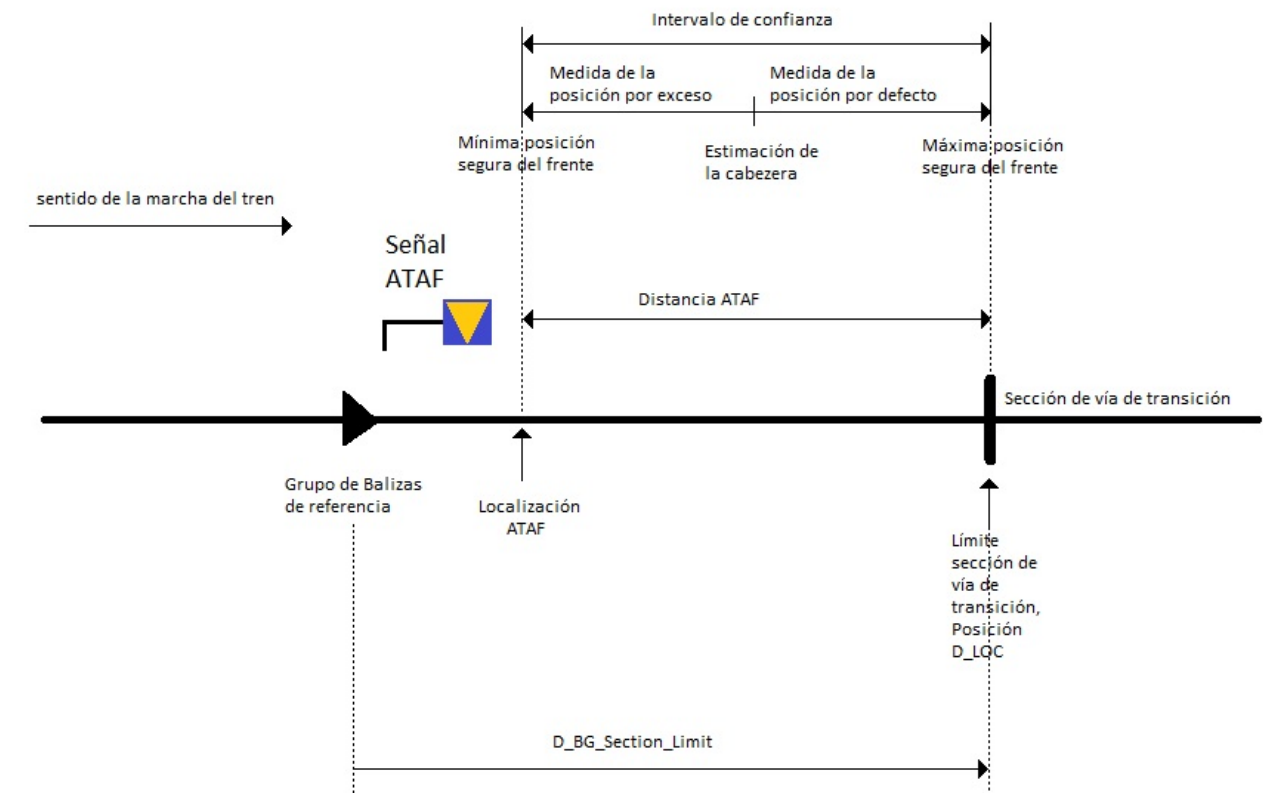 Intervalo de confianza
Medida de la
posición por exceso
Medida de la
posición por defecto
Mínima posición
segura del frente
Estimación de
la cabezera
Máxima posición
segura del frente
sentido de la marcha del tren
Señal
ATAF
Distancia ATAF
Sección de vía de transición
Grupo de Balizas
de referencia
Localización
ATAF
Límite
sección de
vía de
transición,
Posición
D_LOC
D_BG_Section_Limit